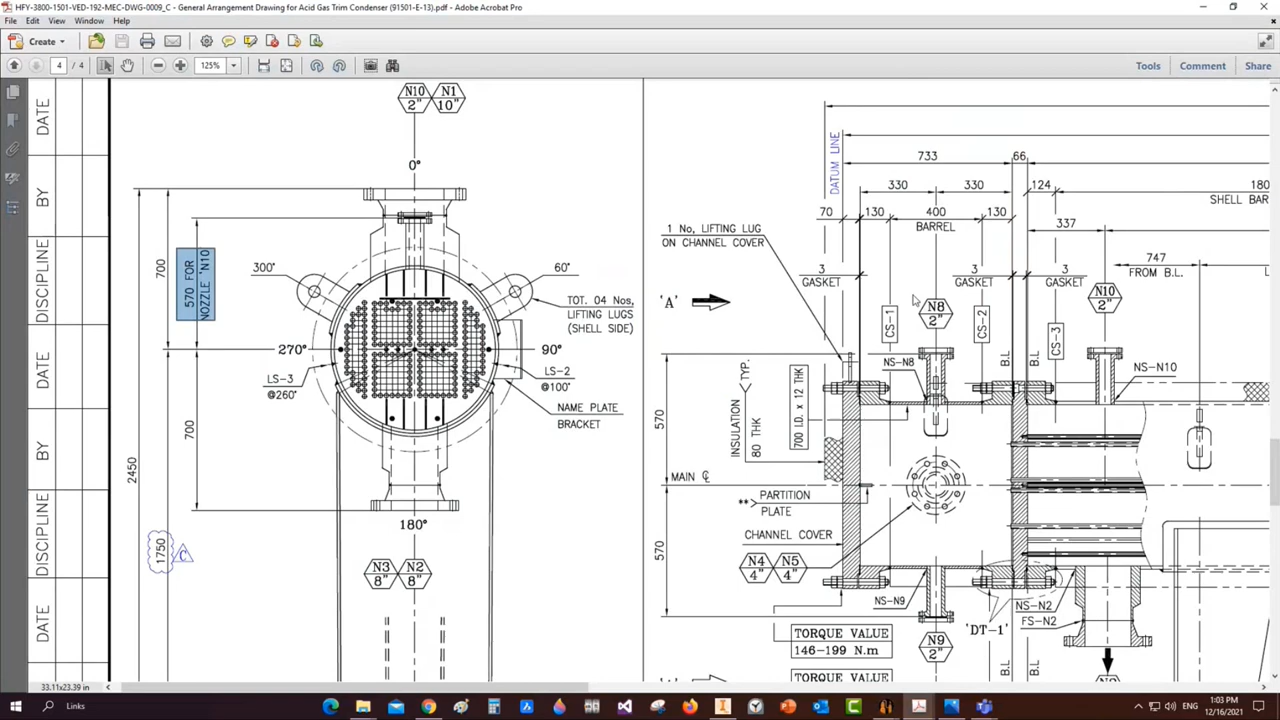 HFY-3800-1501-VED-192-MEC-DWG-0009_C - General Arrangement Drawing for Acid Gas Trim Condenser (91501-E-13).pdf - Adobe Acrobat Pro
File Edit View Window Help
Create
4 / 4
125%
Tools Comment Share
DATE
BY
DISCIPLINE
DATE
BY
DISCIPLINE
DATE
N10 N1
2" 10"
0°
700
570 FOR
NOZZLE 'N10
300°
60°
TOT. 04 Nos,
LIFTING LUGS
(SHELL SIDE)
270°
90°
LS-3
@260°
LS-2
@100°
NAME PLATE
BRACKET
700
2450
180°
1750
C
N3 N2
8" 8"
DATUM LINE
733 66
330 330 124 180
SHELL BAR
70 130 400 130 337
BARREL
1 No, LIFTING LUG
ON CHANNEL COVER
747
FROM B.L.
3
GASKET
3
GASKET
3
GASKET
'A'
N8
2"
N10
2"
CS-1
CS-2
B.L
B.L
CS-3
NS-N8
NS-N10
570
INSULATION TYP.
80 THK
700 I.D. x 12 THK
MAIN
PARTITION
** PLATE
CHANNEL COVER
570
N4 N5
4" 4"
NS-N9
NS-N2
FS-N2
'DT-1'
TORQUE VALUE
146-199 N.m
N9
2"
B.L
B.L
TORQUE VALUE
33.11x23.39 in
Links
ENG
1:03 PM
12/16/2021